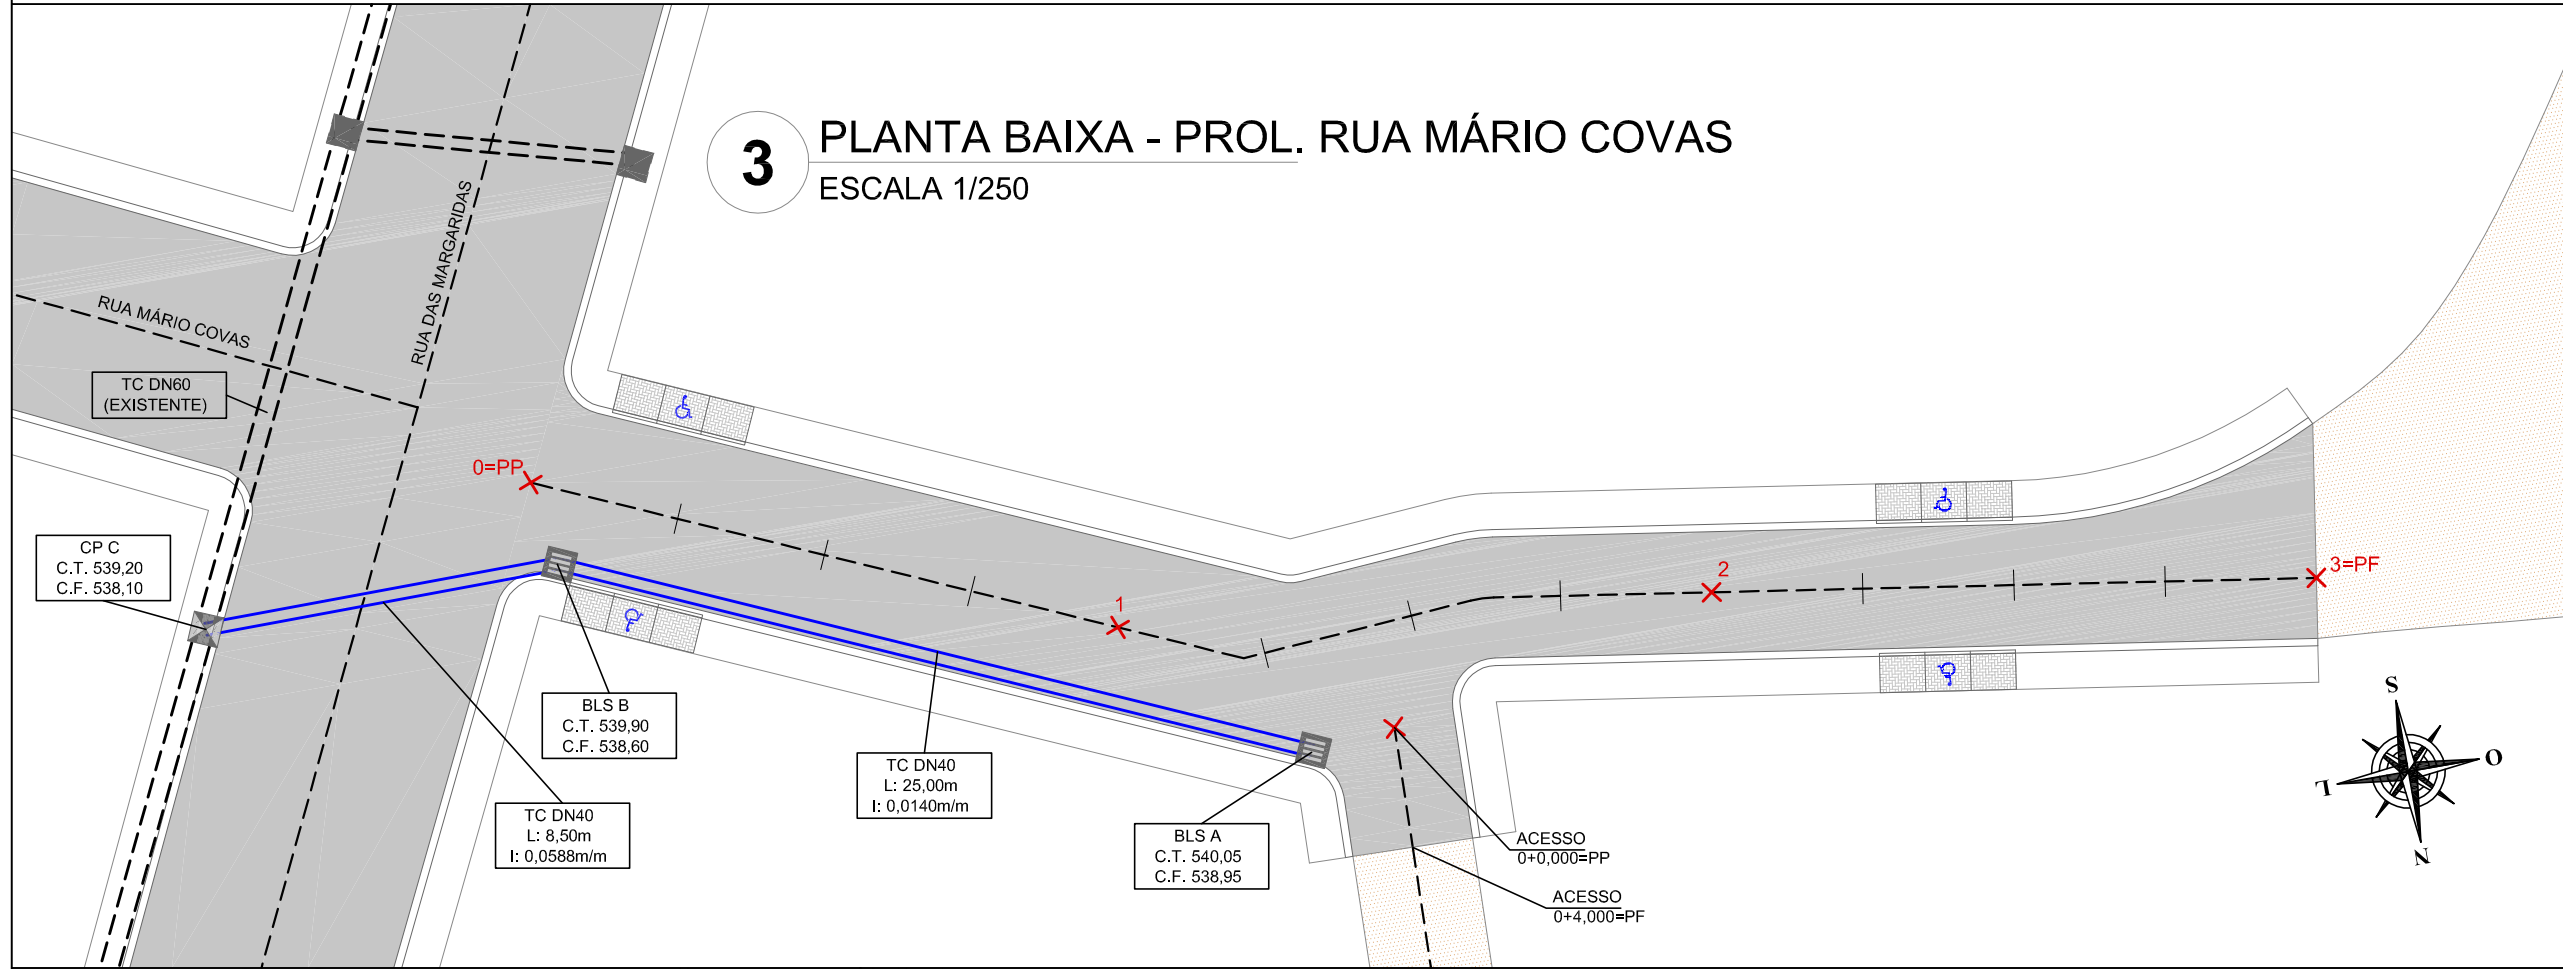 3
PLANTA BAIXA - PROL. RUA MÁRIO COVAS
ESCALA 1/250
RUA DAS MARGARIDAS
RUA MÁRIO COVAS
TC DN60
(EXISTENTE)
0=PP
1
2
3=PF
CP C
C.T. 539,20
C.F. 538,10
BLS B
C.T. 539,90
C.F. 538,60
TC DN40
L: 25,00m
I: 0,0140m/m
TC DN40
L: 8,50m
I: 0,0588m/m
BLS A
C.T. 540,05
C.F. 538,95
ACESSO
0+0,000=PP
ACESSO
0+4,000=PF
S
O
L
N